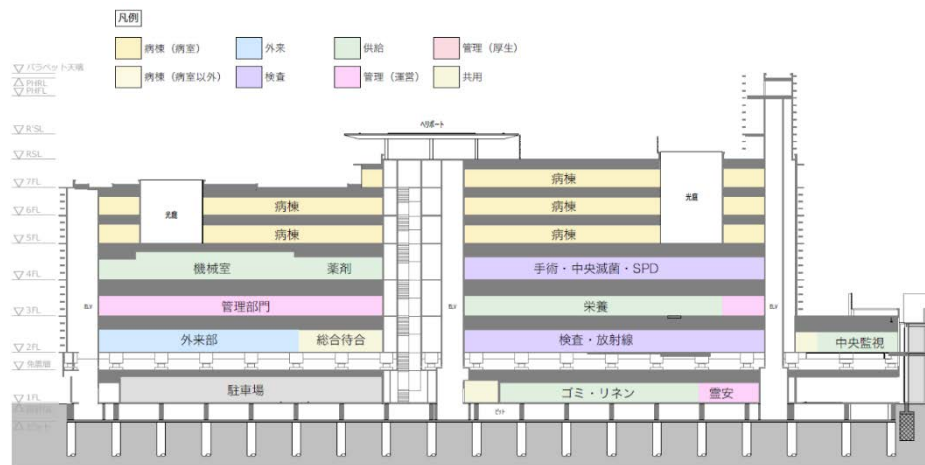 凡例
病棟（病室） 外来 供給 管理（厚生）
病棟（病室以外） 検査 管理（運営） 共用
▽パラペット天端
△PHRL
▽PHFL
▽R'SL
▽RSL
▽7FL
▽6FL
▽5FL
▽4FL
▽3FL
▽2FL
▽免震層
▽1FL
△ピット
ヘリポート
病棟
光庭 病棟 病棟 光庭
病棟 病棟
機械室 薬剤 手術・中央滅菌・SPD
ELV 管理部門 ELV 栄養 ELV
外来部 総合待合 検査・放射線 中央監視
駐車場 ゴミ・リネン 霊安
ピット